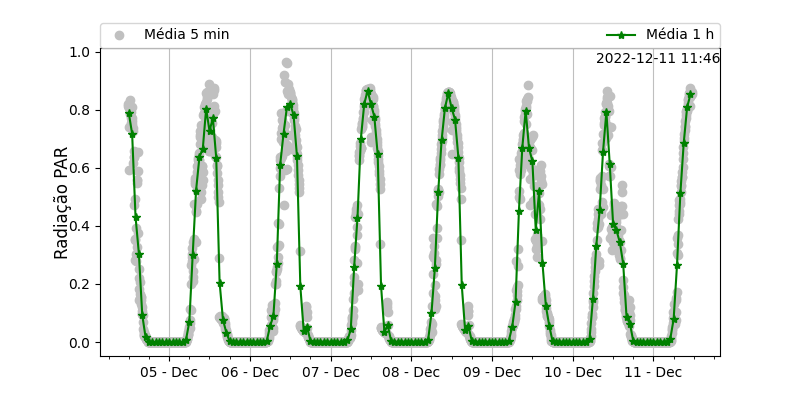 Média 5 min
Média 1 h
2022-12-11 11:46
Radiação PAR
1.0
0.8
0.6
0.4
0.2
0.0
05 - Dec
06 - Dec
07 - Dec
08 - Dec
09 - Dec
10 - Dec
11 - Dec